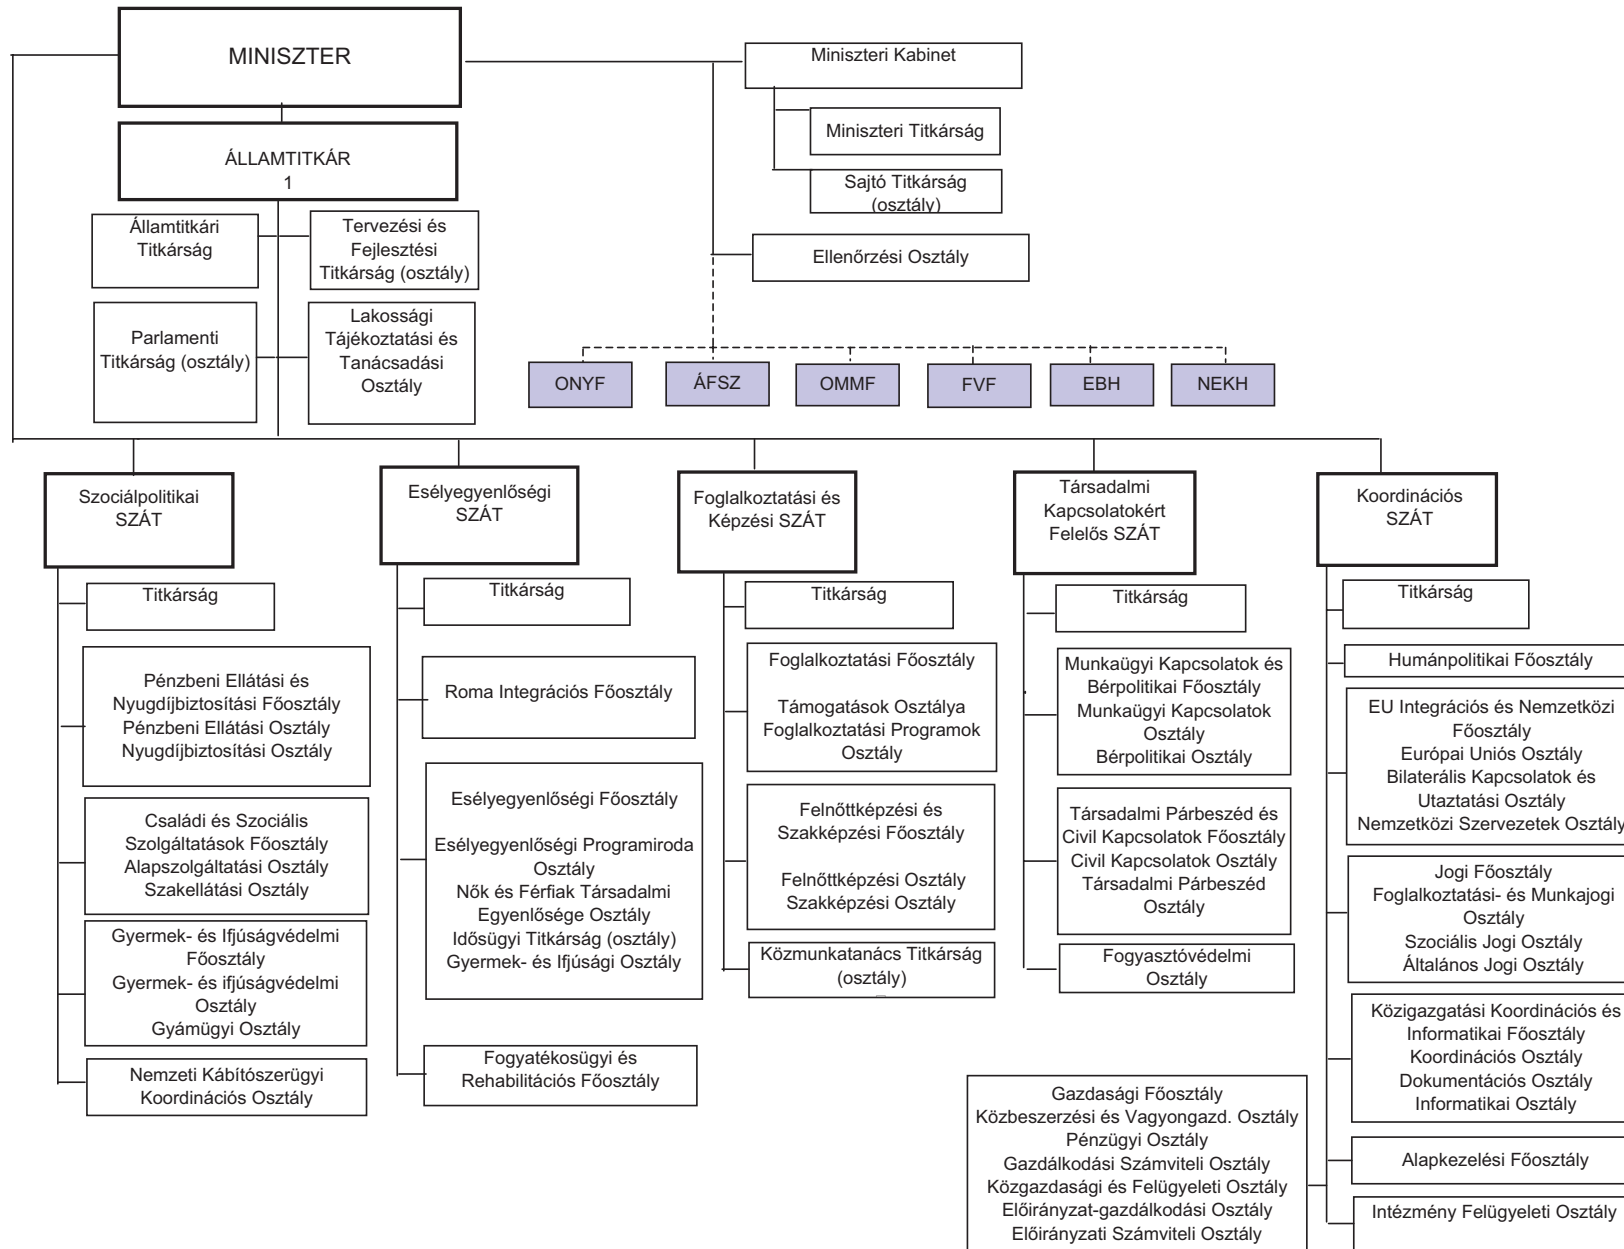 MINISZTER
ÁLLAMTITKÁR
1
Államtitkári
Titkárság
Tervezési és
Fejlesztési
Titkárság (osztály)
Parlamenti
Titkárság (osztály)
Lakossági
Tájékoztatási és
Tanácsadási
Osztály
Miniszteri Kabinet
Miniszteri Titkárság
Sajtó Titkárság
(osztály)
Ellenőrzési Osztály
ONYF
ÁFSZ
OMMF
FVF
EBH
NEKH
Szociálpolitikai
SZÁT
Titkárság
Pénzbeni Ellátási és
Nyugdíjbiztosítási Főosztály
Pénzbeni Ellátási Osztály
Nyugdíjbiztosítási Osztály
Családi és Szociális
Szolgáltatások Főosztály
Alapszolgáltatási Osztály
Szakellátási Osztály
Gyermek- és Ifjúságvédelmi
Főosztály
Gyermek- és ifjúságvédelmi
Osztály
Gyámügyi Osztály
Nemzeti Kábítószerügyi
Koordinációs Osztály
Esélyegyenlőségi
SZÁT
Titkárság
Roma Integrációs Főosztály
Esélyegyenlőségi Főosztály
Esélyegyenlőségi Programiroda
Osztály
Nők és Férfiak Társadalmi
Egyenlősége Osztály
Idősügyi Titkárság (osztály)
Gyermek- és Ifjúsági Osztály
Fogyatékosügyi és
Rehabilitációs Főosztály
Foglalkoztatási és
Képzési SZÁT
Titkárság
Foglalkoztatási Főosztály
Támogatások Osztálya
Foglalkoztatási Programok
Osztály
Felnőttképzési és
Szakképzési Főosztály
Felnőttképzési Osztály
Szakképzési Osztály
Közmunkatanács Titkárság
(osztály)
Társadalmi
Kapcsolatokért
Felelős SZÁT
Titkárság
Munkaügyi Kapcsolatok és
Bérpolitikai Főosztály
Munkaügyi Kapcsolatok
Osztály
Bérpolitikai Osztály
Társadalmi Párbeszéd és
Civil Kapcsolatok Főosztály
Civil Kapcsolatok Osztály
Társadalmi Párbeszéd
Osztály
Fogyasztóvédelmi
Osztály
Koordinációs
SZÁT
Titkárság
Humánpolitikai Főosztály
EU Integrációs és Nemzetközi
Főosztály
Európai Uniós Osztály
Bilaterális Kapcsolatok és
Utaztatási Osztály
Nemzetközi Szervezetek Osztály
Jogi Főosztály
Foglalkoztatási- és Munkajogi
Osztály
Szociális Jogi Osztály
Általános Jogi Osztály
Közigazgatási Koordinációs és
Informatikai Főosztály
Koordinációs Osztály
Dokumentációs Osztály
Informatikai Osztály
Alapkezelési Főosztály
Gazdasági Főosztály
Közbeszerzési és Vagyongazd. Osztály
Pénzügyi Osztály
Gazdálkodási Számviteli Osztály
Közgazdasági és Felügyeleti Osztály
Előirányzat-gazdálkodási Osztály
Előirányzati Számviteli Osztály
Intézmény Felügyeleti Osztály